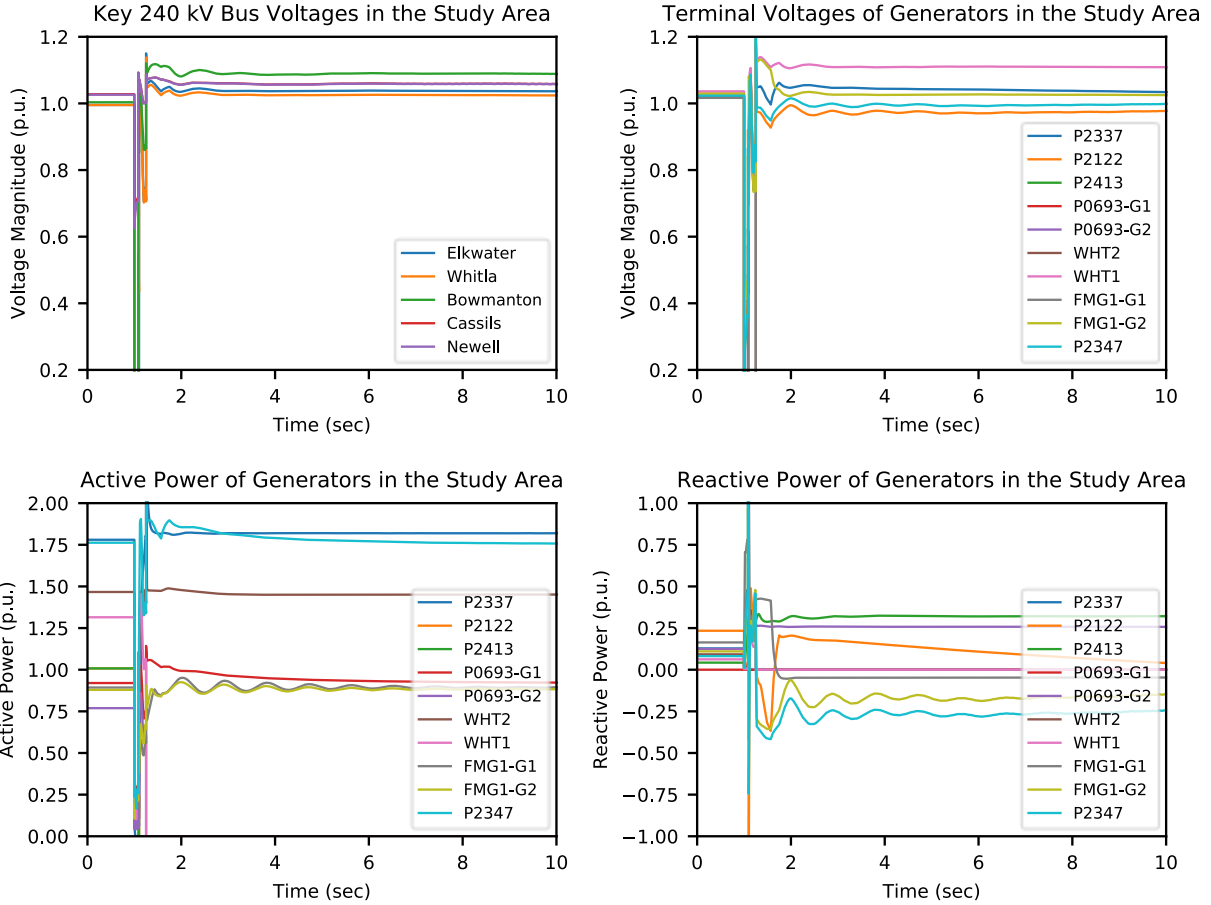 Key 240 kV Bus Voltages in the Study Area
Voltage Magnitude (p.u.)
1.2
1.0
0.8
0.6
0.4
0.2
Elkwater
Whitla
Bowmanton
Cassils
Newell
0 2 4 6 8 10
Time (sec)
Terminal Voltages of Generators in the Study Area
Voltage Magnitude (p.u.)
1.2
1.0
0.8
0.6
0.4
0.2
P2337
P2122
P2413
P0693-G1
P0693-G2
WHT2
WHT1
FMG1-G1
FMG1-G2
P2347
0 2 4 6 8 10
Time (sec)
Active Power of Generators in the Study Area
Active Power (p.u.)
2.00
1.75
1.50
1.25
1.00
0.75
0.50
0.25
0.00
P2337
P2122
P2413
P0693-G1
P0693-G2
WHT2
WHT1
FMG1-G1
FMG1-G2
P2347
0 2 4 6 8 10
Time (sec)
Reactive Power of Generators in the Study Area
Reactive Power (p.u.)
1.00
0.75
0.50
0.25
0.00
−0.25
−0.50
−0.75
−1.00
P2337
P2122
P2413
P0693-G1
P0693-G2
WHT2
WHT1
FMG1-G1
FMG1-G2
P2347
0 2 4 6 8 10
Time (sec)